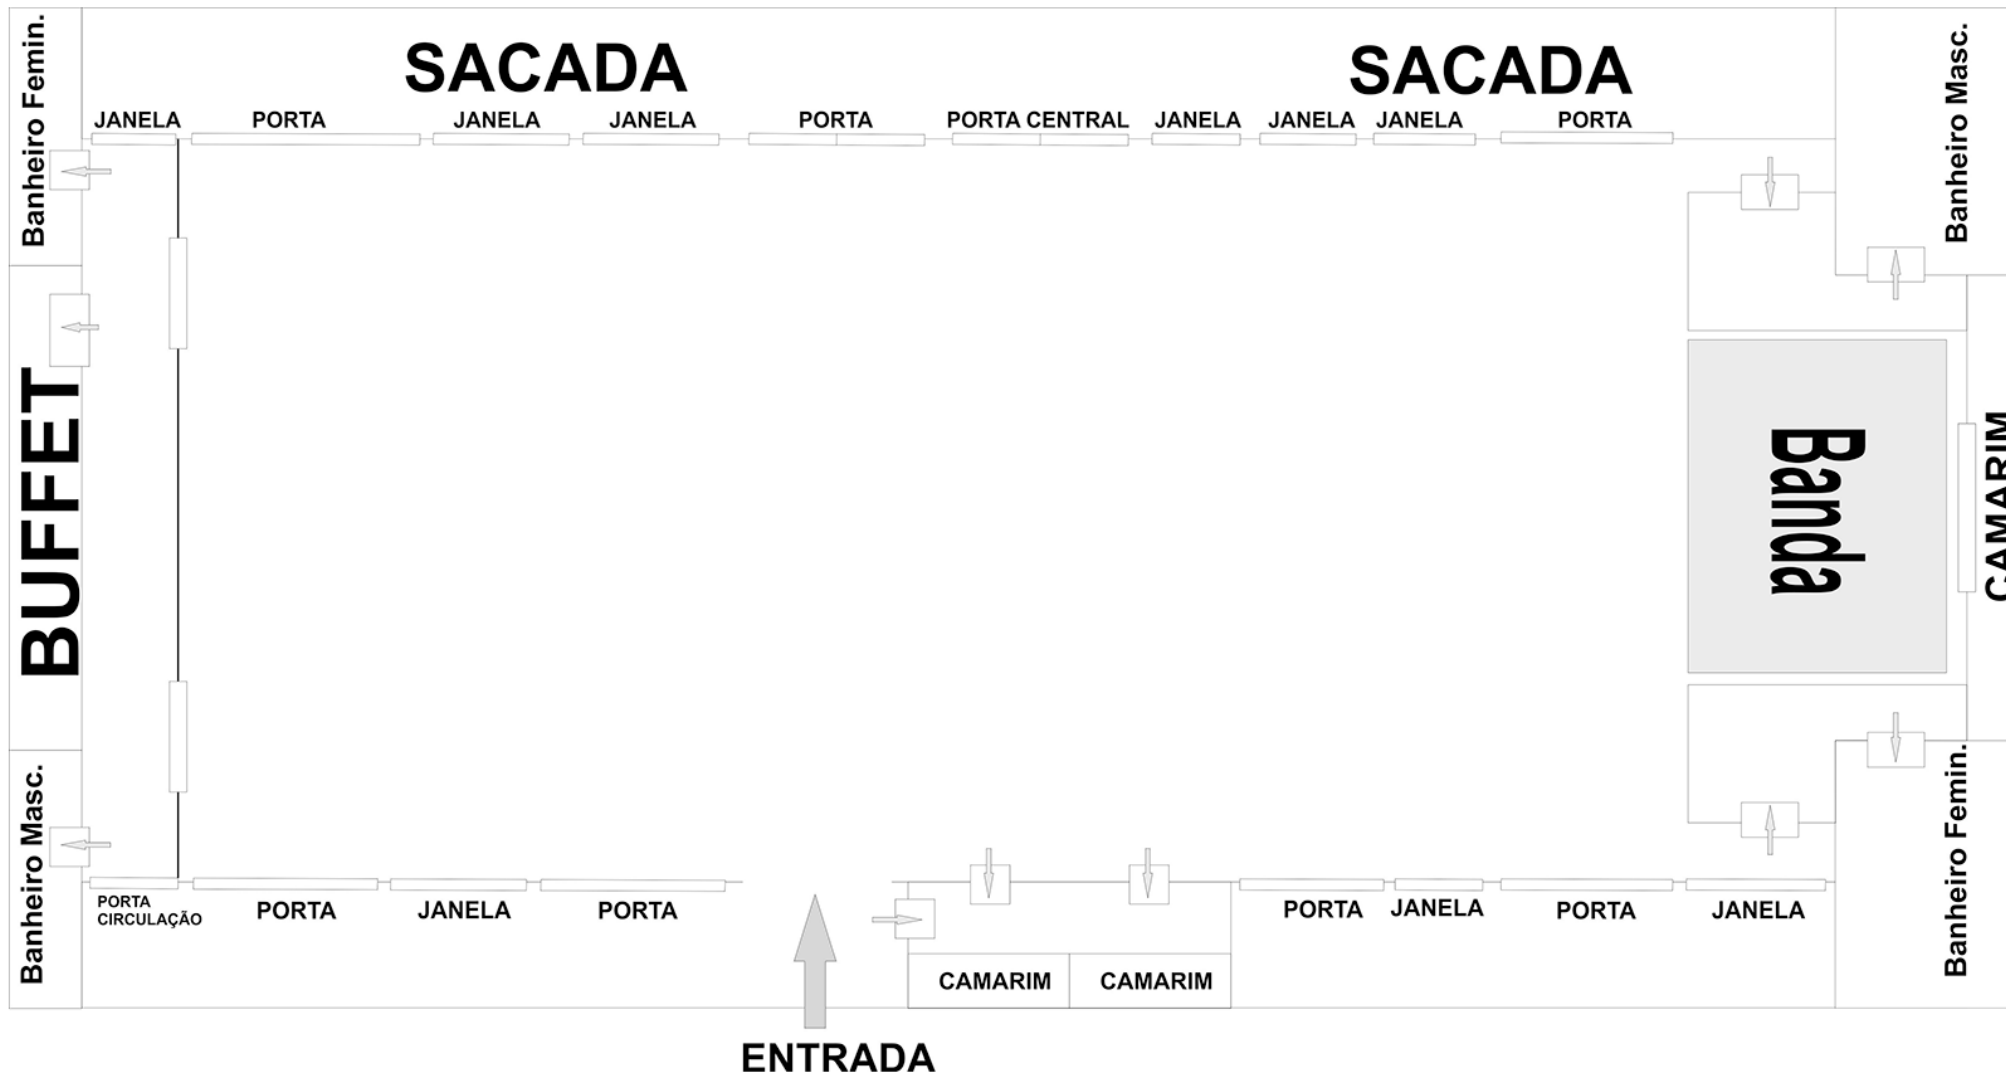 SACADA
SACADA
JANELA
PORTA
JANELA
JANELA
PORTA
PORTA CENTRAL
JANELA
JANELA
JANELA
PORTA
Banheiro Femin.
Banheiro Masc.
BUFFET
Banda
CAMARIM
Banheiro Masc.
Banheiro Femin.
PORTA
CIRCULAÇÃO
PORTA
JANELA
PORTA
PORTA
JANELA
PORTA
JANELA
CAMARIM
CAMARIM
ENTRADA